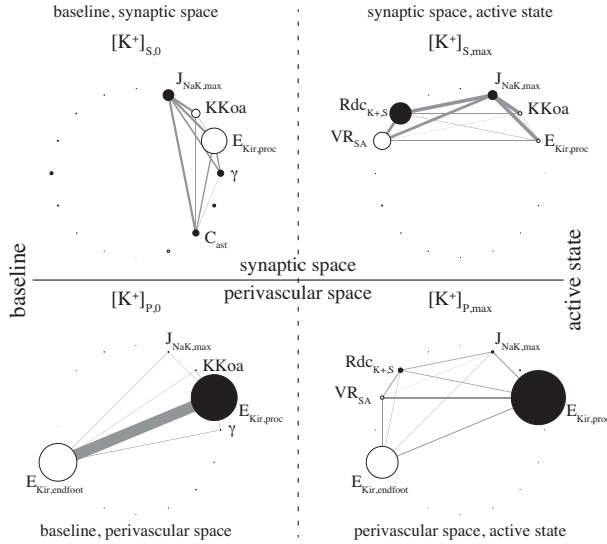 baseline, synaptic space
synaptic space, active state
[K⁺]S,0
[K⁺]S,max
JNaK,max
KKoa
EKir,proc
γ
Cast
JNaK,max
RdcK+,S
KKoa
VRSA
EKir,proc
baseline
synaptic space
perivascular space
active state
[K⁺]P,0
[K⁺]P,max
JNaK,max
KKoa
EKir,proc
γ
EKir,endfoot
JNaK,max
RdcK+,S
VRSA
EKir,proc
EKir,endfoot
baseline, perivascular space
perivascular space, active state